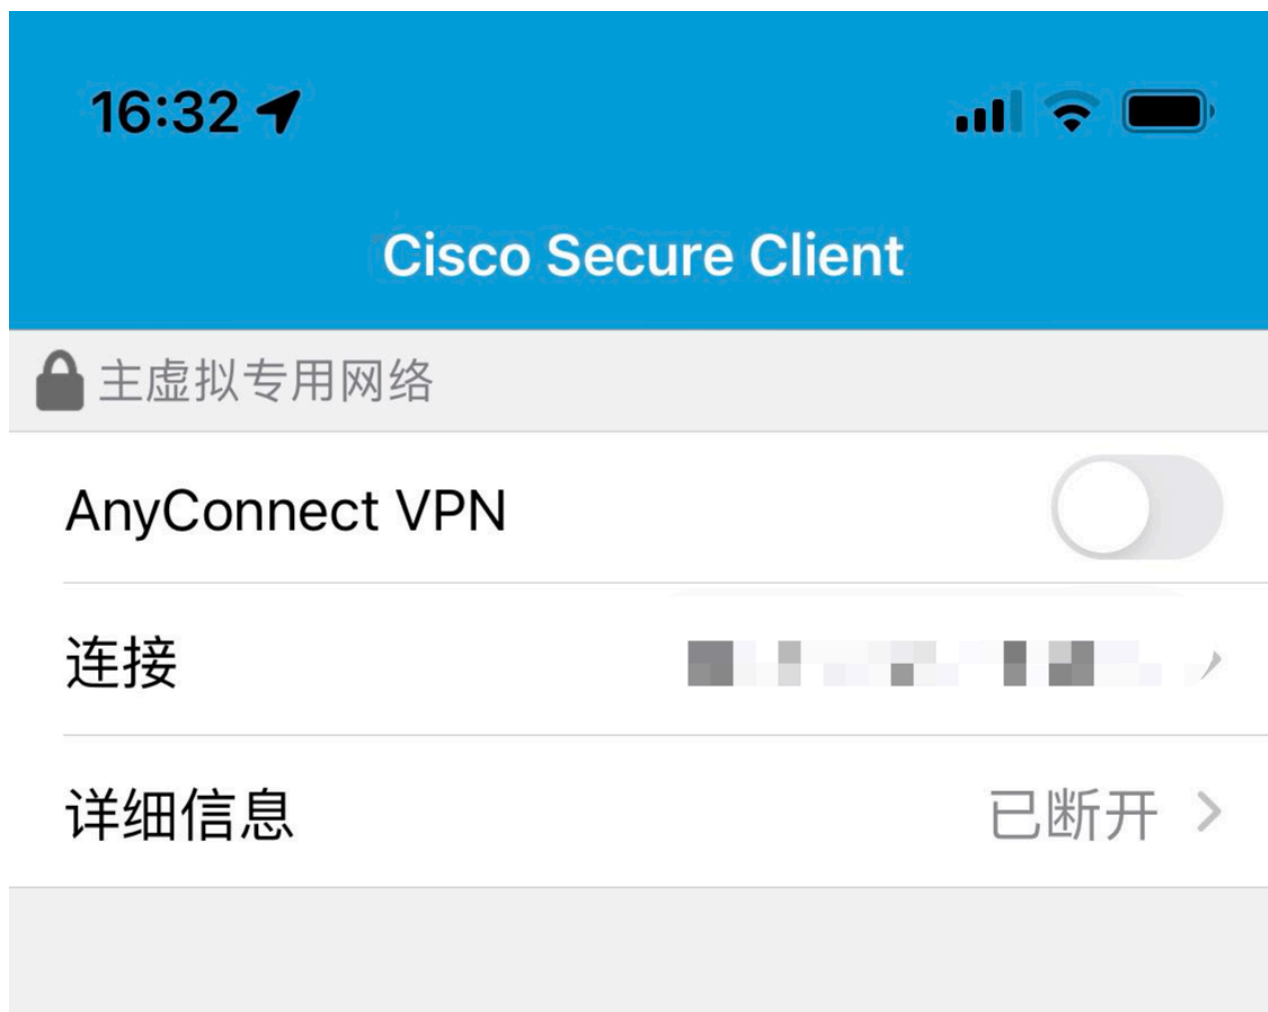 16:32
Cisco Secure Client
主虚拟专用网络
AnyConnect VPN
连接
详细信息 已断开